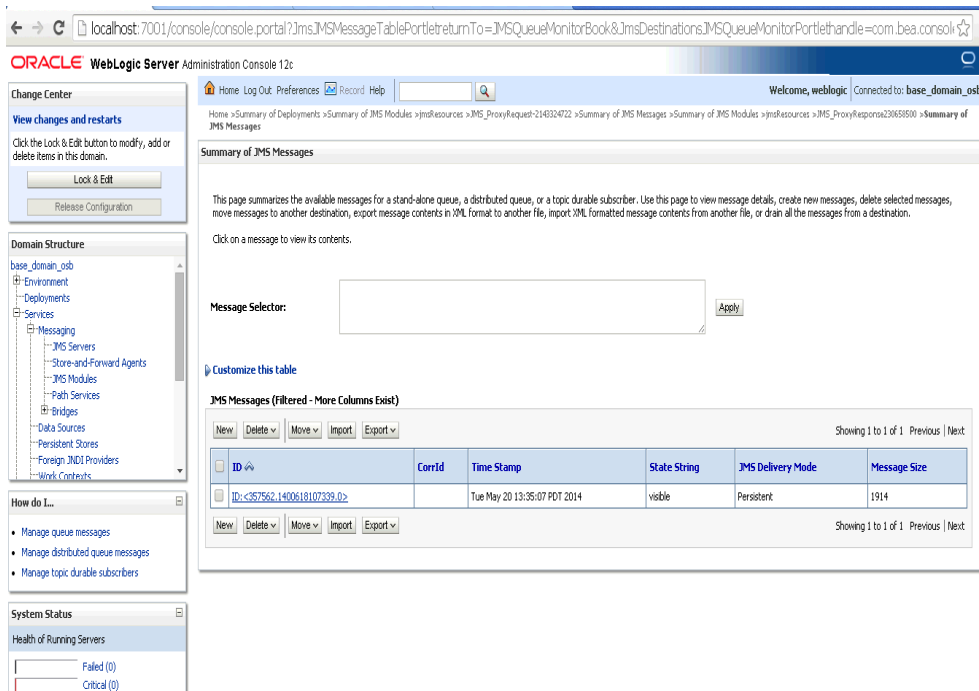 localhost:7001/console/console.portal?JmsJMSMessageTablePortletreturnTo=JMSQueueMonitorBook&JmsDestinationsJMSQueueMonitorPortlethandle=com.bea.consol
ORACLE WebLogic Server Administration Console 12c
Change Center
View changes and restarts
Click the Lock & Edit button to modify, add or
delete items in this domain.
Lock & Edit
Release Configuration
Domain Structure
base_domain_osb
Environment
Deployments
Services
Messaging
JMS Servers
Store-and-Forward Agents
JMS Modules
Path Services
Bridges
Data Sources
Persistent Stores
Foreign JNDI Providers
Work Contexts
How do I...
Manage queue messages
Manage distributed queue messages
Manage topic durable subscribers
System Status
Health of Running Servers
Failed (0)
Critical (0)
Home Log Out Preferences Record Help
Welcome, weblogic Connected to: base_domain_osb
Home >Summary of Deployments >Summary of JMS Modules >jmsResources >JMS_ProxyRequest-2143324722 >Summary of JMS Messages >Summary of JMS Modules >jmsResources >JMS_ProxyResponse230658500 >Summary of
JMS Messages
Summary of JMS Messages
This page summarizes the available messages for a stand-alone queue, a distributed queue, or a topic durable subscriber. Use this page to view message details, create new messages, delete selected messages,
move messages to another destination, export message contents in XML format to another file, import XML formatted message contents from another file, or drain all the messages from a destination.
Click on a message to view its contents.
Message Selector:
Apply
Customize this table
JMS Messages (Filtered - More Columns Exist)
New Delete Move Import Export Showing 1 to 1 of 1 Previous | Next
ID CorrId Time Stamp State String JMS Delivery Mode Message Size
ID:<357562.1400618107339.0> Tue May 20 13:35:07 PDT 2014 visible Persistent 1914
New Delete Move Import Export Showing 1 to 1 of 1 Previous | Next